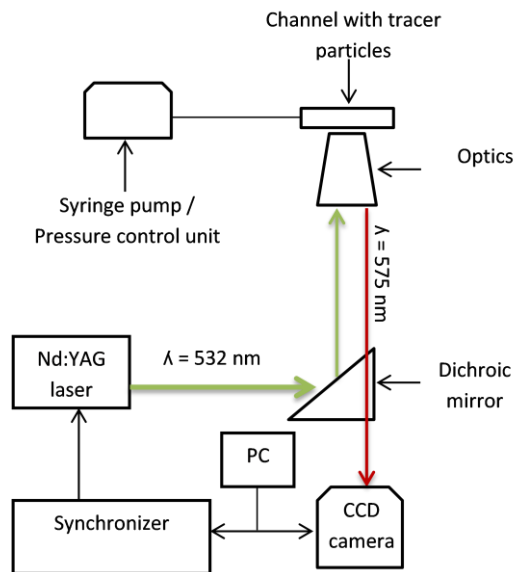 Channel with tracer
particles
Optics
Syringe pump /
Pressure control unit
λ = 575 nm
Nd:YAG
laser
λ = 532 nm
Dichroic
mirror
PC
Synchronizer
CCD
camera